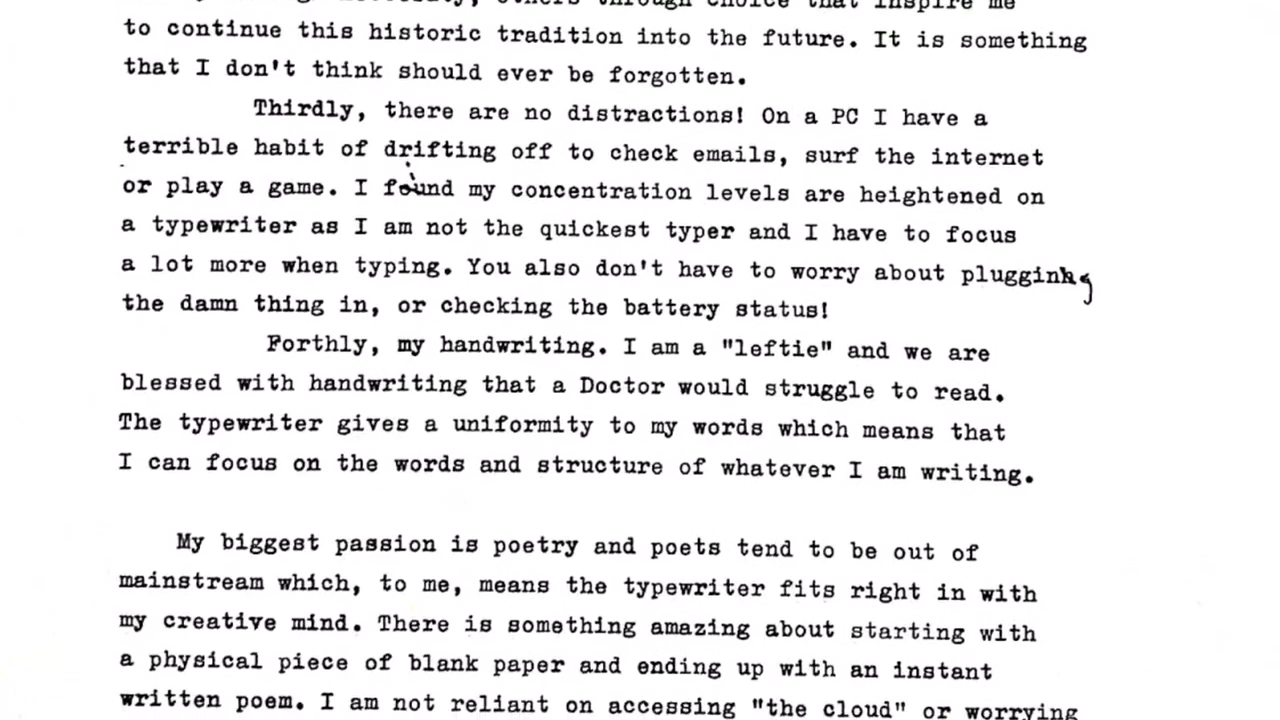 others through choice that inspire me
to continue this historic tradition into the future. It is something
that I don't think should ever be forgotten.
Thirdly, there are no distractions! On a PC I have a
terrible habit of drifting off to check emails, surf the internet
or play a game. I found my concentration levels are heightened on
a typewriter as I am not the quickest typer and I have to focus
a lot more when typing. You also don't have to worry about plugging
the damn thing in, or checking the battery status!
Forthly, my handwriting. I am a "leftie" and we are
blessed with handwriting that a Doctor would struggle to read.
The typewriter gives a uniformity to my words which means that
I can focus on the words and structure of whatever I am writing.
My biggest passion is poetry and poets tend to be out of
mainstream which, to me, means the typewriter fits right in with
my creative mind. There is something amazing about starting with
a physical piece of blank paper and ending up with an instant
written poem. I am not reliant on accessing "the cloud" or worrying